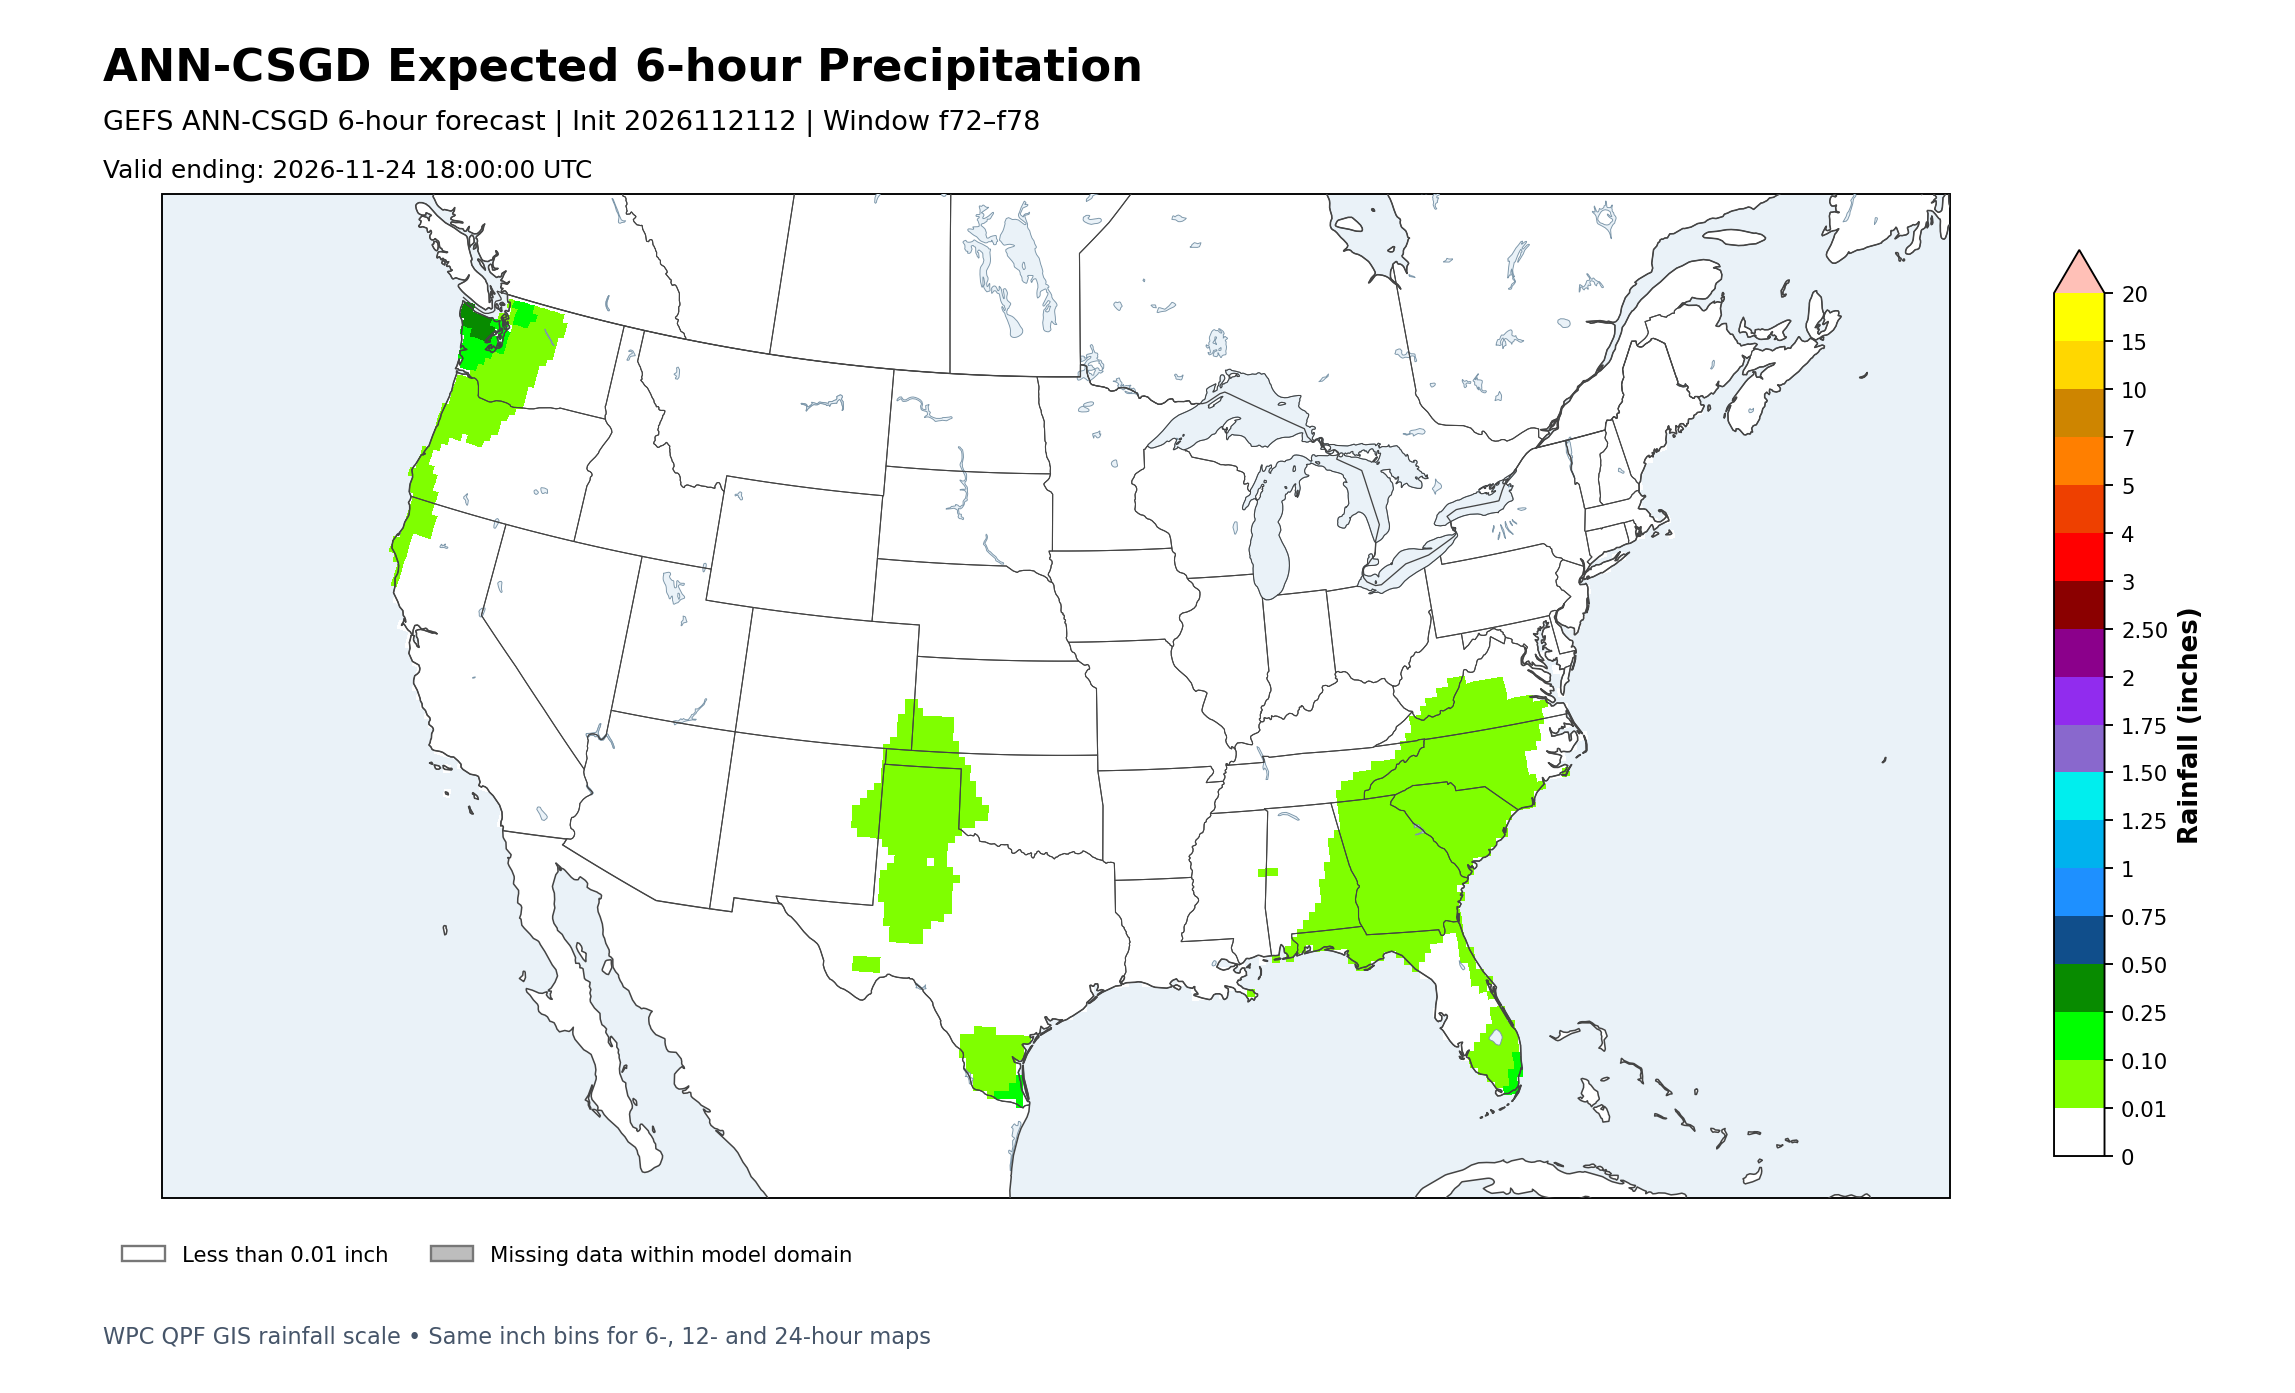 ANN-CSGD Expected 6-hour Precipitation
GEFS ANN-CSGD 6-hour forecast | Init 2026112112 | Window f72–f78
Valid ending: 2026-11-24 18:00:00 UTC
20
15
10
7
5
4
3
2.50
2
1.75
1.50
1.25
1
0.75
0.50
0.25
0.10
0.01
0
Rainfall (inches)
Less than 0.01 inch
Missing data within model domain
WPC QPF GIS rainfall scale • Same inch bins for 6-, 12- and 24-hour maps